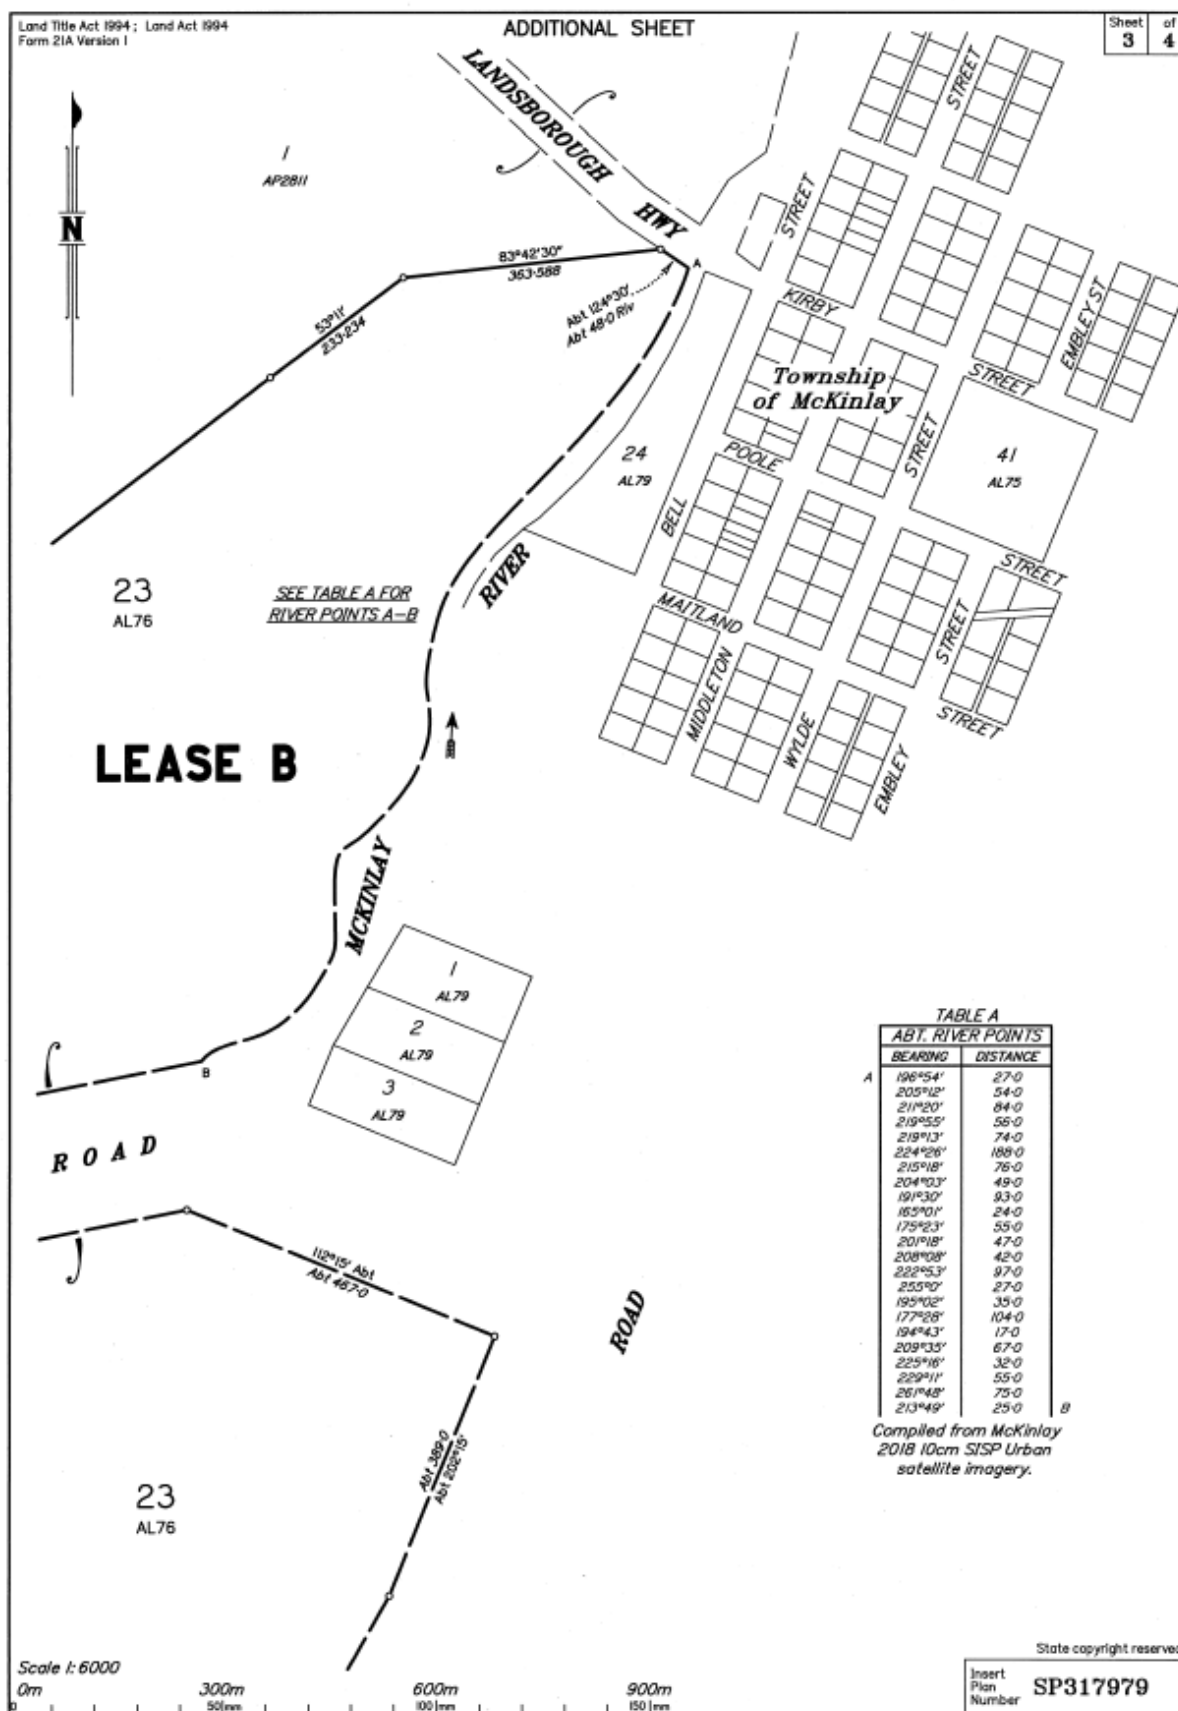 Land Title Act 1994 ; Land Act 1994
Form 21A Version 1
ADDITIONAL SHEET
Sheet of
3 4
LANDSBOROUGH
HWY
N
1
AP2811
83°42'30"
363·588
53°11'
233·234
A
Abt 124°30'
Abt 48·0 Riv
STREET
STREET
KIRBY
EMBLEY ST
STREET
Township
of McKinlay
24
AL79
POOLE
STREET
41
AL75
BELL
RIVER
STREET
23
AL76
SEE TABLE A FOR
RIVER POINTS A-B
MAITLAND
MIDDLETON
STREET
STREET
WYLDE
EMBLEY
LEASE B
MCKINLAY
1
AL79
2
AL79
3
AL79
B
ROAD
112°15' Abt
Abt 467·0
ROAD
Abt 389·0
Abt 202°15'
23
AL76
TABLE A
ABT. RIVER POINTS
BEARING DISTANCE
A 196°54' 27·0
205°12' 54·0
211°20' 84·0
219°55' 56·0
219°13' 74·0
224°26' 188·0
215°18' 76·0
204°03' 49·0
191°30' 93·0
165°01' 24·0
175°23' 55·0
201°18' 47·0
208°08' 42·0
222°53' 97·0
255°0' 27·0
195°02' 35·0
177°28' 104·0
194°43' 17·0
209°35' 67·0
225°16' 32·0
229°11' 55·0
261°48' 75·0
213°49' 25·0 B
Compiled from McKinlay
2018 10cm SISP Urban
satellite imagery.
State copyright reserved
Scale 1: 6000
0m 300m 600m 900m
0 50mm 100mm 150mm
Insert
Plan
Number
SP317979